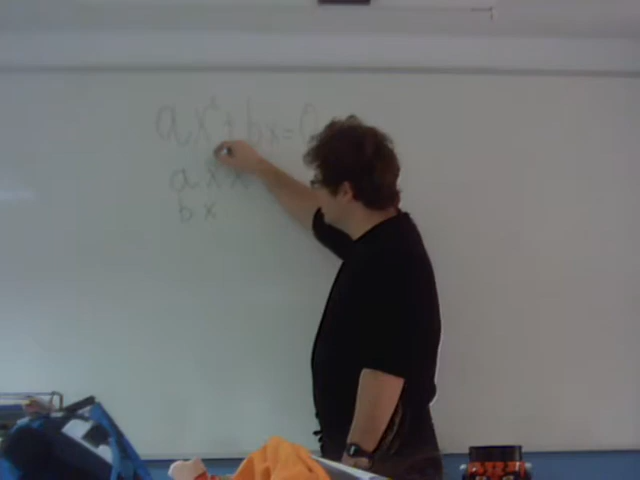 ax² + bx = 0
a x x
b x